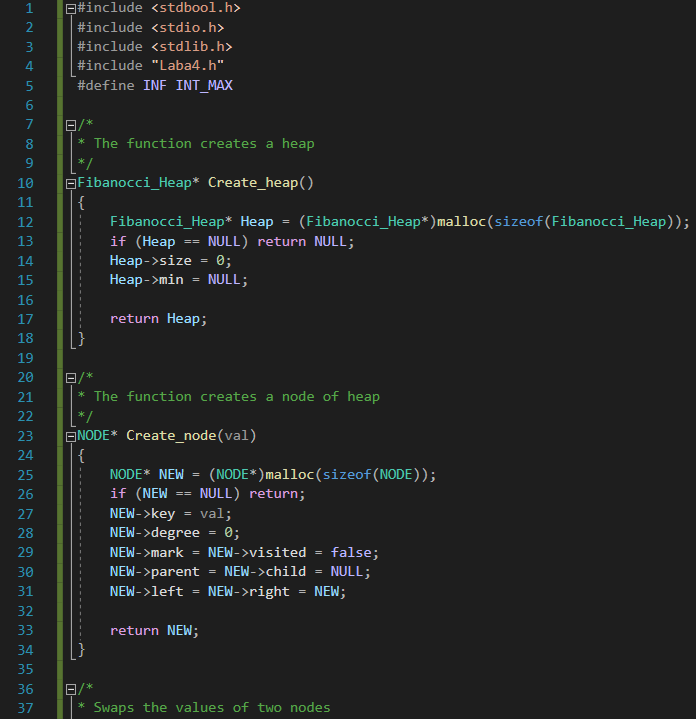 1 #include <stdbool.h>
2 #include <stdio.h>
3 #include <stdlib.h>
4 #include "Laba4.h"
5 #define INF INT_MAX
6
7 /*
8 * The function creates a heap
9 */
10 Fibanocci_Heap* Create_heap()
11 {
12 Fibanocci_Heap* Heap = (Fibanocci_Heap*)malloc(sizeof(Fibanocci_Heap));
13 if (Heap == NULL) return NULL;
14 Heap->size = 0;
15 Heap->min = NULL;
16
17 return Heap;
18 }
19
20 /*
21 * The function creates a node of heap
22 */
23 NODE* Create_node(val)
24 {
25 NODE* NEW = (NODE*)malloc(sizeof(NODE));
26 if (NEW == NULL) return;
27 NEW->key = val;
28 NEW->degree = 0;
29 NEW->mark = NEW->visited = false;
30 NEW->parent = NEW->child = NULL;
31 NEW->left = NEW->right = NEW;
32
33 return NEW;
34 }
35
36 /*
37 * Swaps the values of two nodes